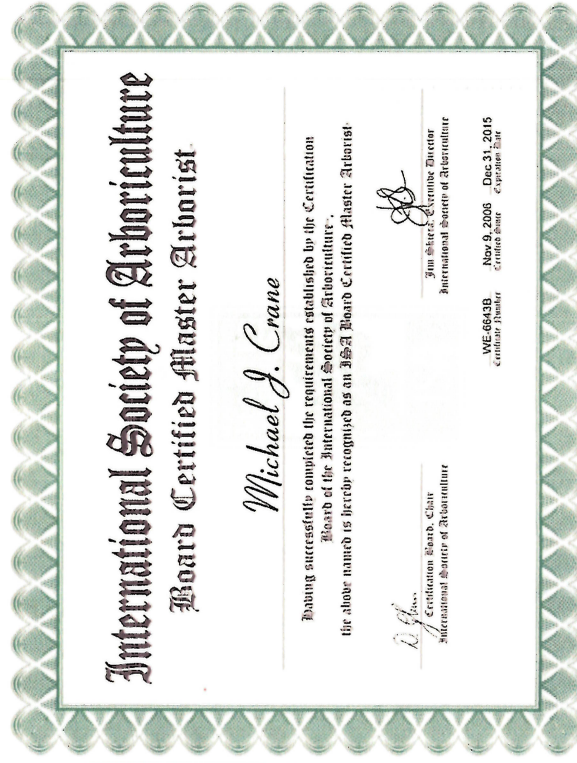 International Society of Arboriculture
Board Certified Master Arborist
Michael J. Crane
Having successfully completed the requirements established by the Certification
Board of the International Society of Arboriculture,
the above named is hereby recognized as an ISA Board Certified Master Arborist
Certification Board, Chair
International Society of Arboriculture
Jim Skiera, Executive Director
International Society of Arboriculture
WE-6643B
Certificate Number
Nov 9, 2006
Certified Since
Dec 31, 2015
Expiration Date